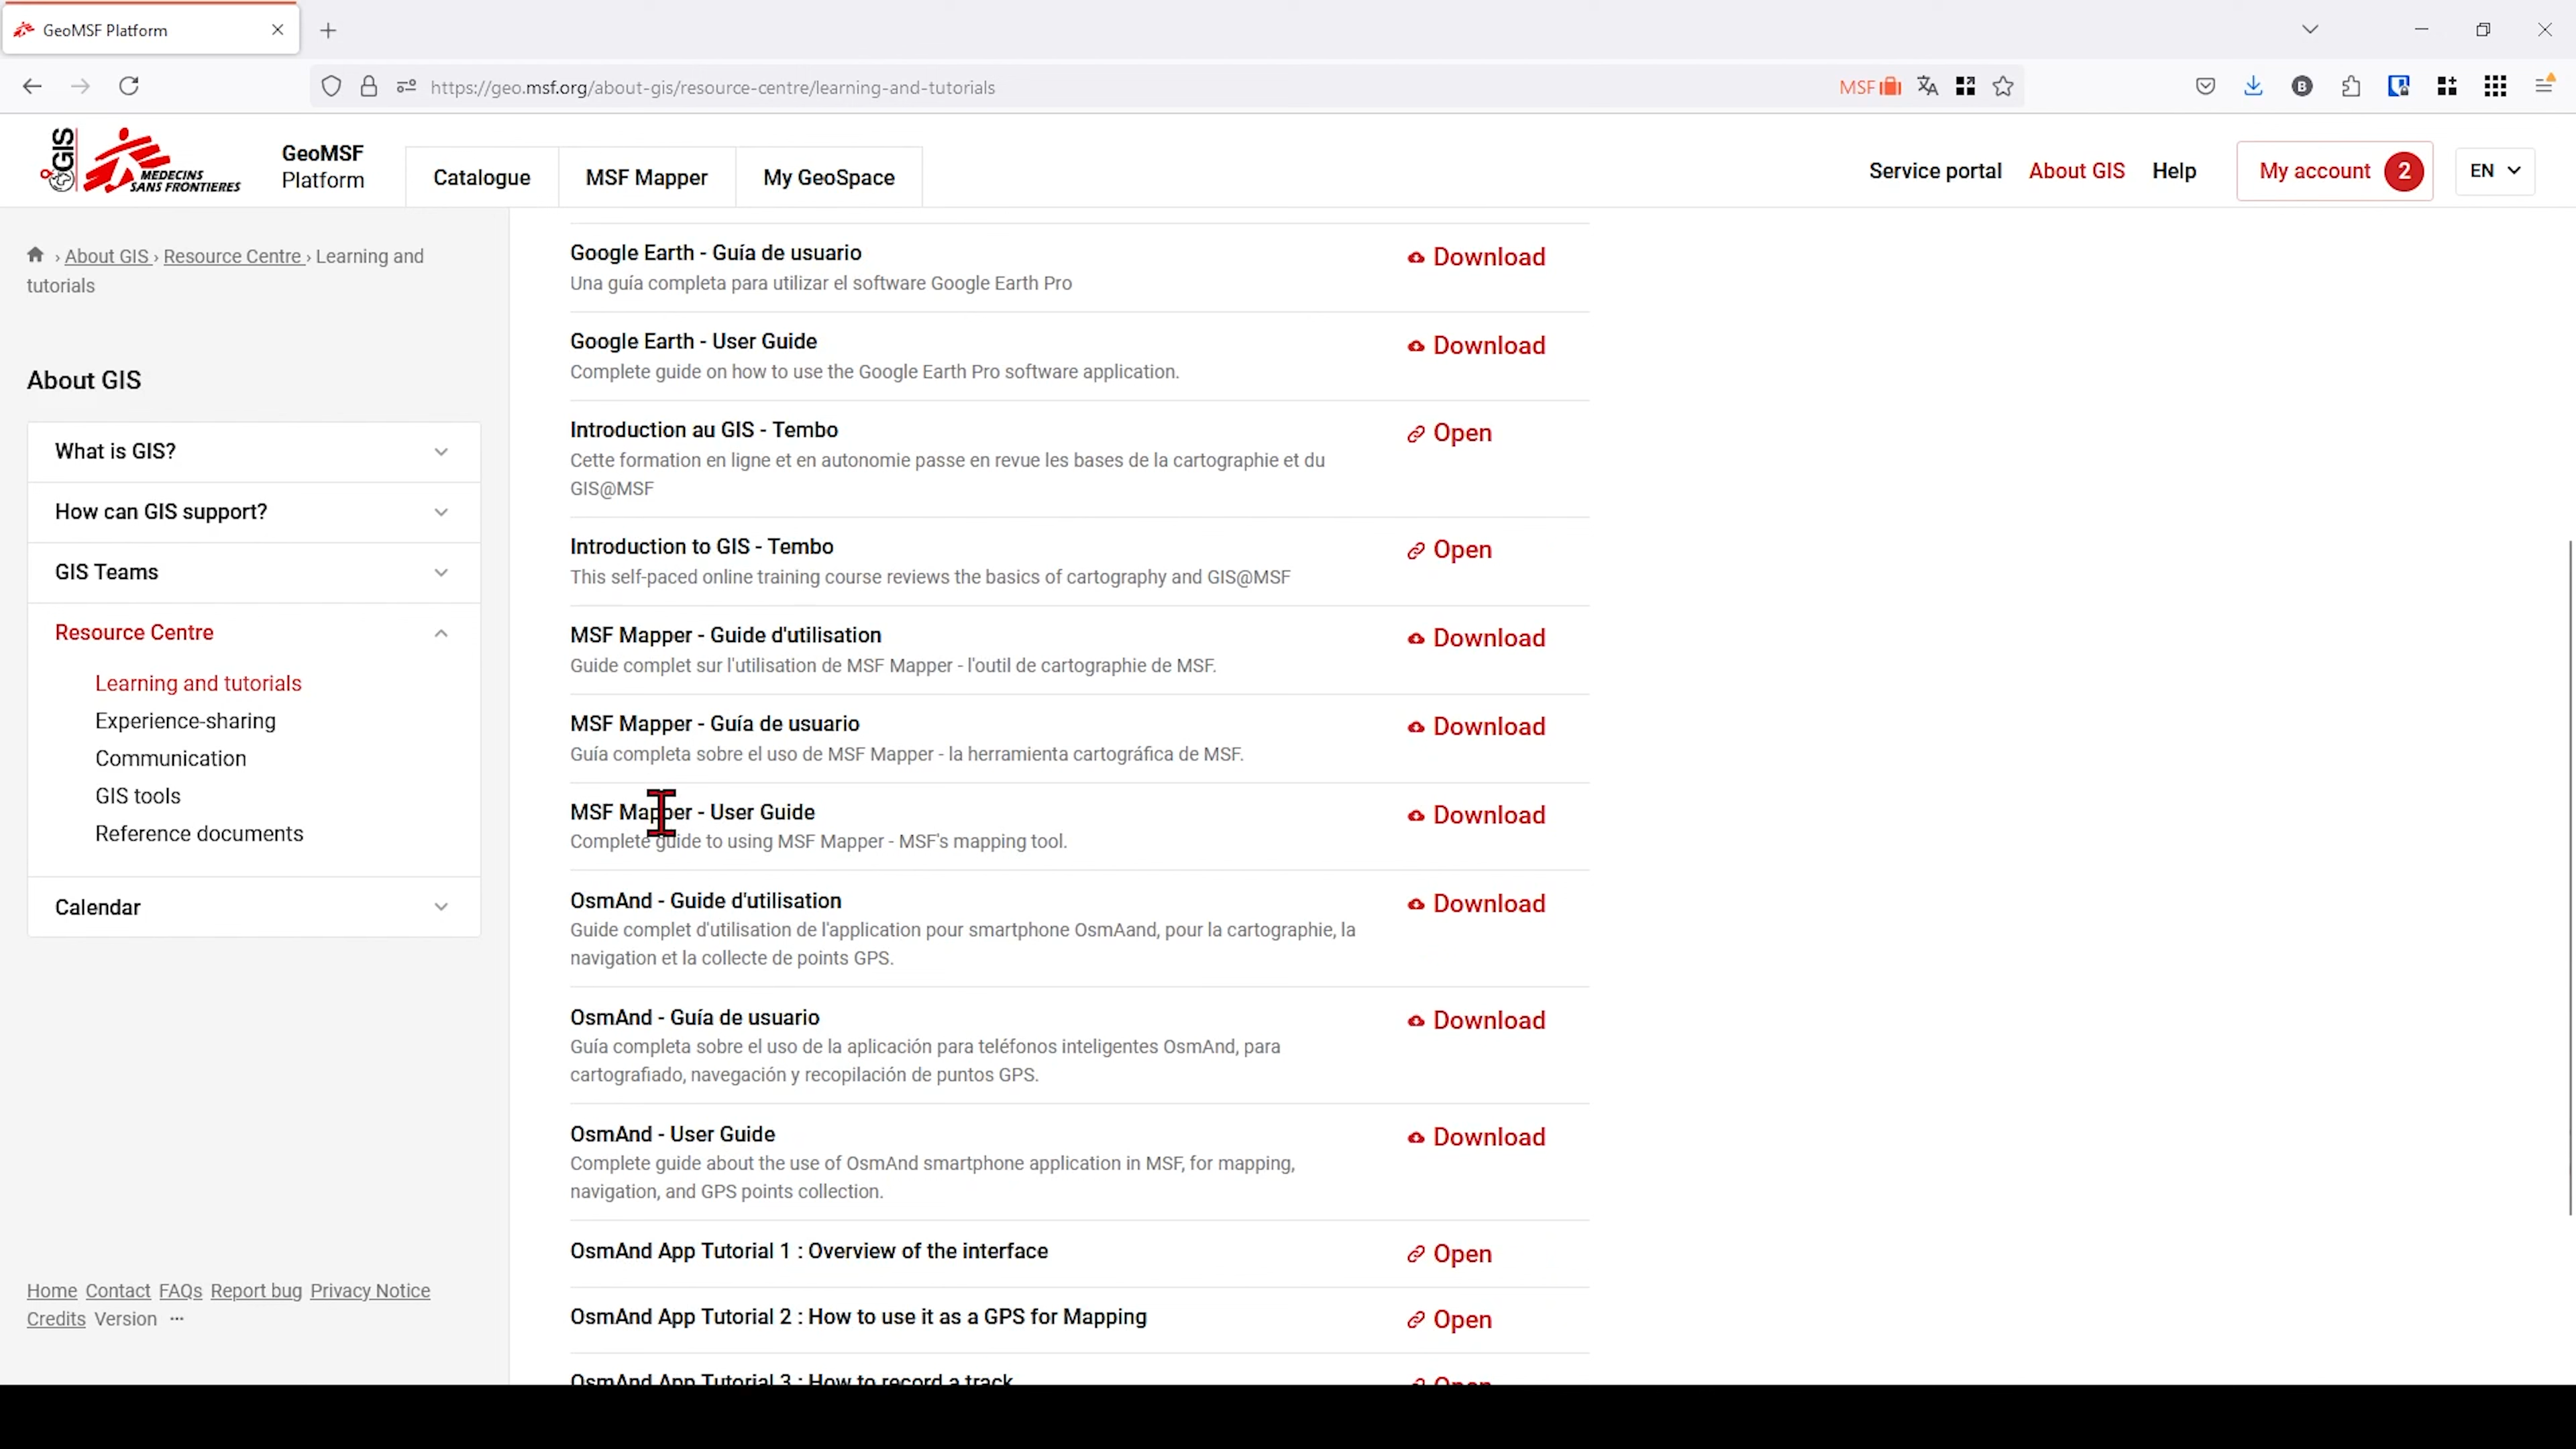 GeoMSF Platform
https://geo.msf.org/about-gis/resource-centre/learning-and-tutorials
MSF
GIS
MEDECINS
SANS FRONTIERES
GeoMSF
Platform
Catalogue
MSF Mapper
My GeoSpace
Service portal
About GIS
Help
My account 2
EN
› About GIS › Resource Centre › Learning and
tutorials
About GIS
What is GIS?
How can GIS support?
GIS Teams
Resource Centre
Learning and tutorials
Experience-sharing
Communication
GIS tools
Reference documents
Calendar
Home Contact FAQs Report bug Privacy Notice
Credits Version ...
Google Earth - Guía de usuario
Download
Una guía completa para utilizar el software Google Earth Pro
Google Earth - User Guide
Download
Complete guide on how to use the Google Earth Pro software application.
Introduction au GIS - Tembo
Open
Cette formation en ligne et en autonomie passe en revue les bases de la cartographie et du
GIS@MSF
Introduction to GIS - Tembo
Open
This self-paced online training course reviews the basics of cartography and GIS@MSF
MSF Mapper - Guide d'utilisation
Download
Guide complet sur l'utilisation de MSF Mapper - l'outil de cartographie de MSF.
MSF Mapper - Guía de usuario
Download
Guía completa sobre el uso de MSF Mapper - la herramienta cartográfica de MSF.
MSF Mapper - User Guide
Download
Complete guide to using MSF Mapper - MSF's mapping tool.
OsmAnd - Guide d'utilisation
Download
Guide complet d'utilisation de l'application pour smartphone OsmAand, pour la cartographie, la
navigation et la collecte de points GPS.
OsmAnd - Guía de usuario
Download
Guía completa sobre el uso de la aplicación para teléfonos inteligentes OsmAnd, para
cartografiado, navegación y recopilación de puntos GPS.
OsmAnd - User Guide
Download
Complete guide about the use of OsmAnd smartphone application in MSF, for mapping,
navigation, and GPS points collection.
OsmAnd App Tutorial 1 : Overview of the interface
Open
OsmAnd App Tutorial 2 : How to use it as a GPS for Mapping
Open
OsmAnd App Tutorial 3 : How to record a track
Open